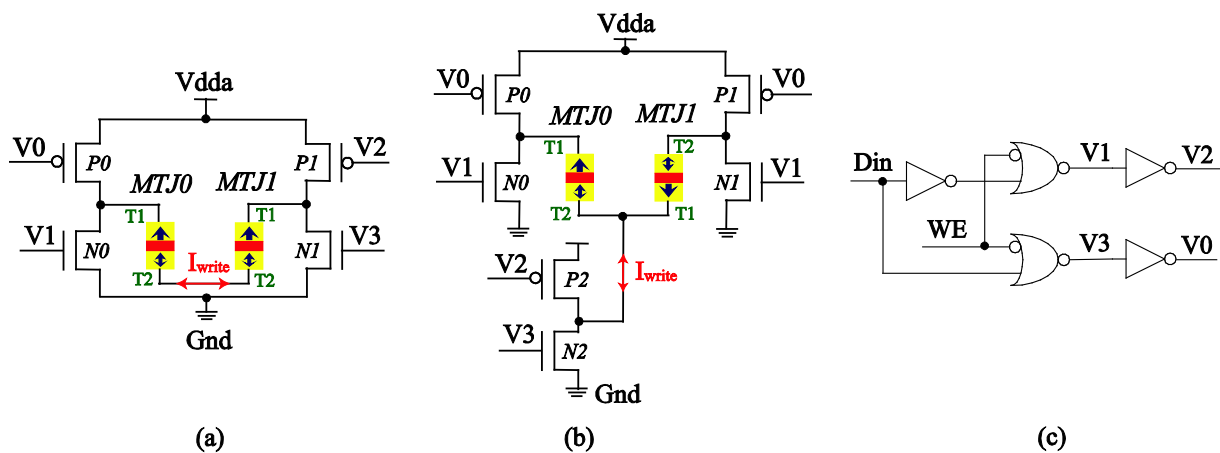 Vdda
V0
P0
P1
V2
MTJ0
MTJ1
T1
T1
V1
N0
N1
V3
T2
Iwrite
T2
Gnd
(a)
Vdda
V0
P0
P1
V0
MTJ0
MTJ1
T1
T2
V1
N0
N1
V1
T2
T1
V2
P2
Iwrite
V3
N2
Gnd
(b)
Din
V1
V2
WE
V3
V0
(c)